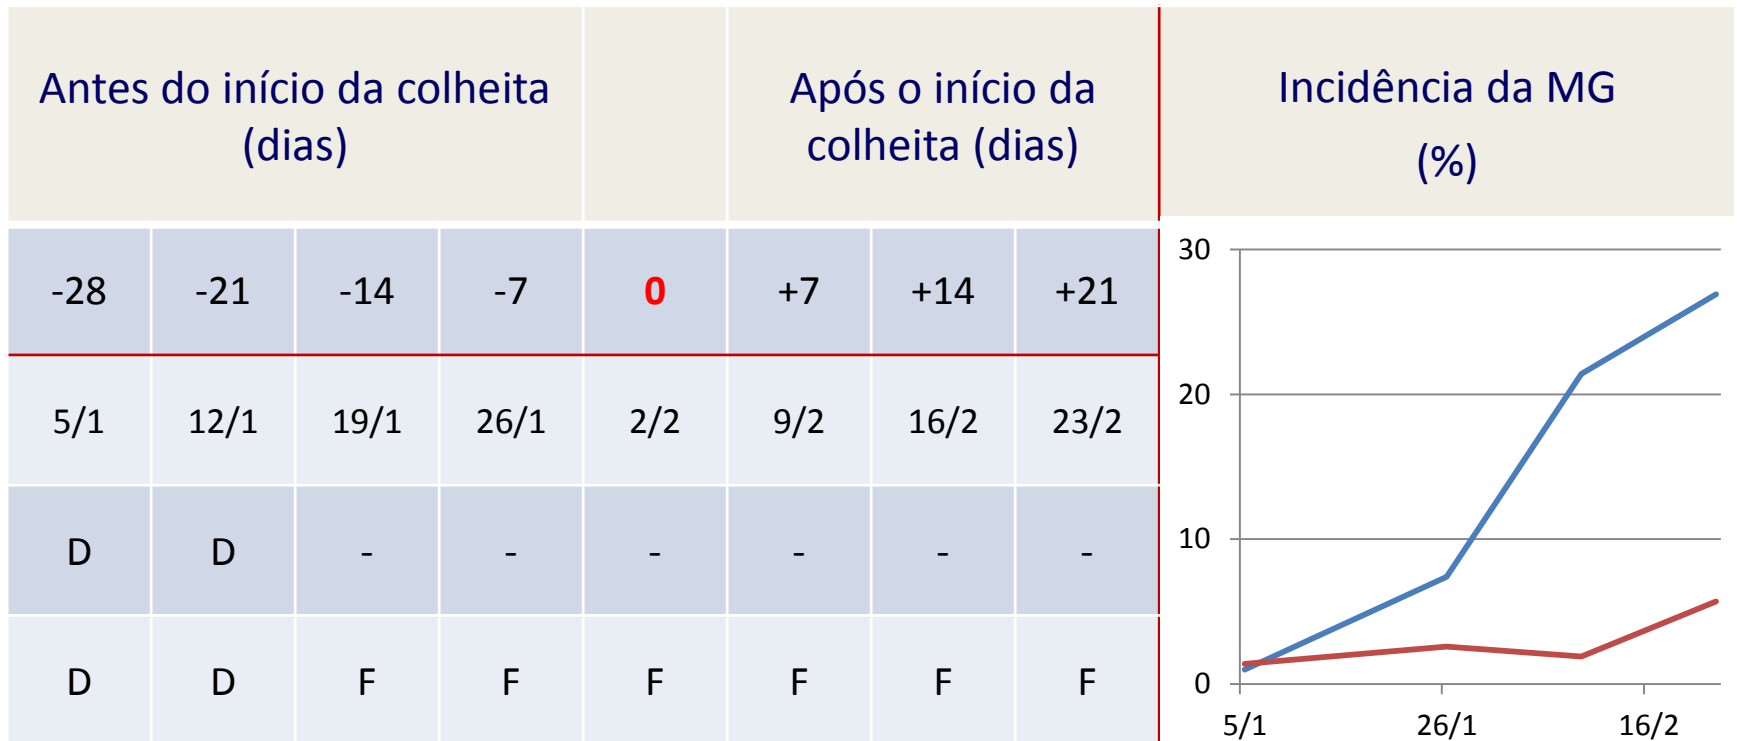 Antes do início da colheita
(dias)
Após o início da
colheita (dias)
Incidência da MG
(%)
-28 -21 -14 -7 0 +7 +14 +21
5/1 12/1 19/1 26/1 2/2 9/2 16/2 23/2
D D - - - - - -
D D F F F F F F
30
20
10
0
5/1 26/1 16/2